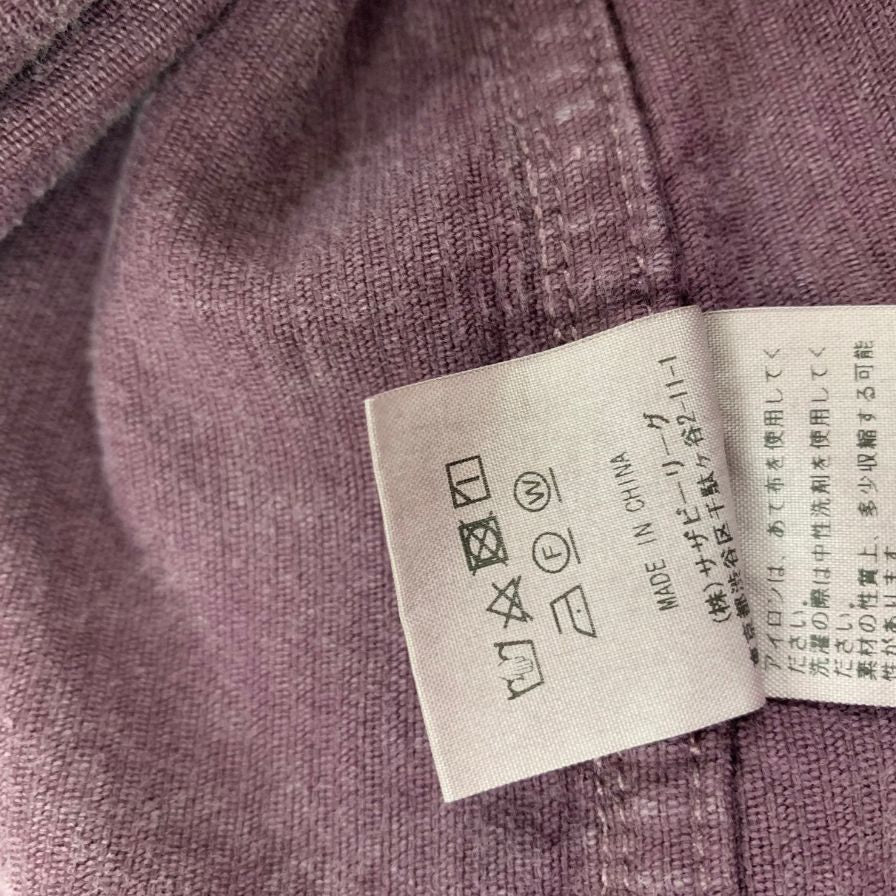 MADE IN CHINA
(株)サザビーリーグ
東京都渋谷区千駄ケ谷2-11-1
アイロンは、あて布を使用してく
ださい。
洗濯の際は中性洗剤を使用してく
ださい。
素材の性質上、多少収縮する可能
性があります。
W
F